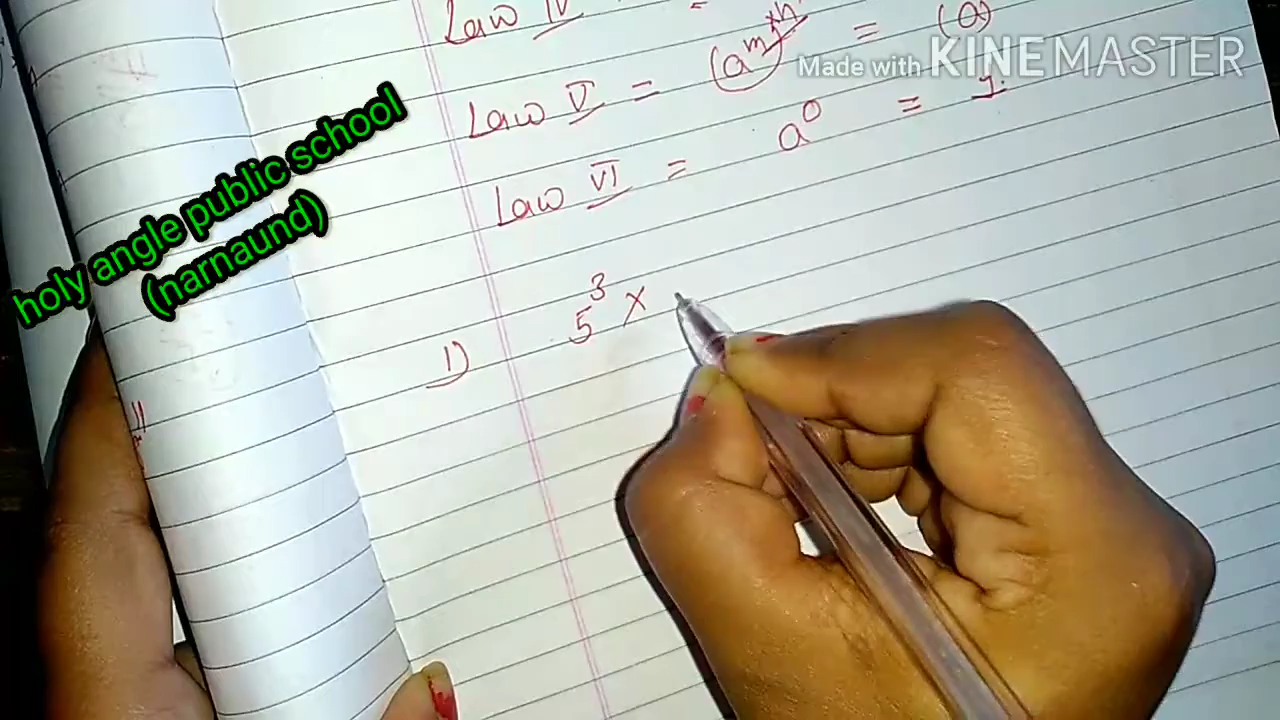 Law IV
Law V = (a^m)^n = (a)
Law VI = a^0 = 1.
1) 5^3 ×
Made with KINEMASTER
holy angle public school
(narnaund)